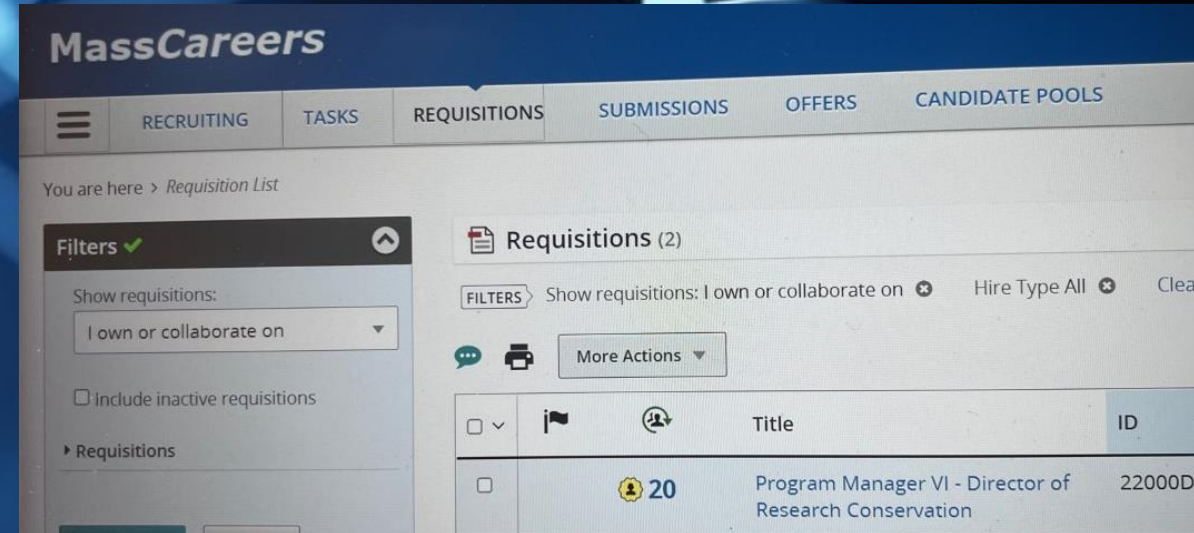 MassCareers
RECRUITING TASKS REQUISITIONS SUBMISSIONS OFFERS CANDIDATE POOLS
You are here > Requisition List
Filters
Show requisitions:
I own or collaborate on
Include inactive requisitions
Requisitions
Requisitions (2)
FILTERS Show requisitions: I own or collaborate on Hire Type All
More Actions
Title ID
20 Program Manager VI - Director of
Research Conservation
22000D